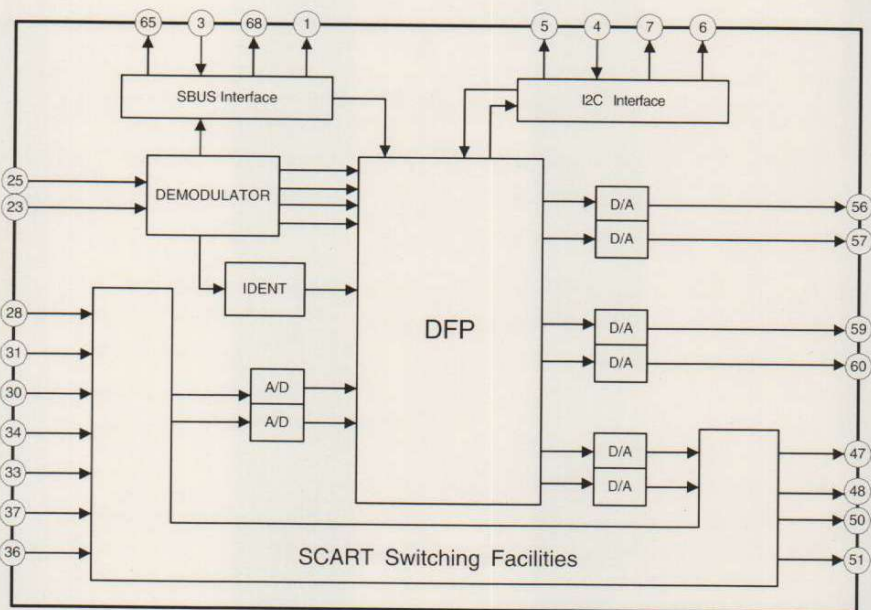 65 3 68 1 5 4 7 6
SBUS Interface
I2C Interface
25
DEMODULATOR
23
D/A 56
D/A 57
IDENT
28
DFP
D/A 59
31
D/A 60
30
A/D
A/D
34
D/A 47
33
D/A 48
37
50
36
SCART Switching Facilities
51